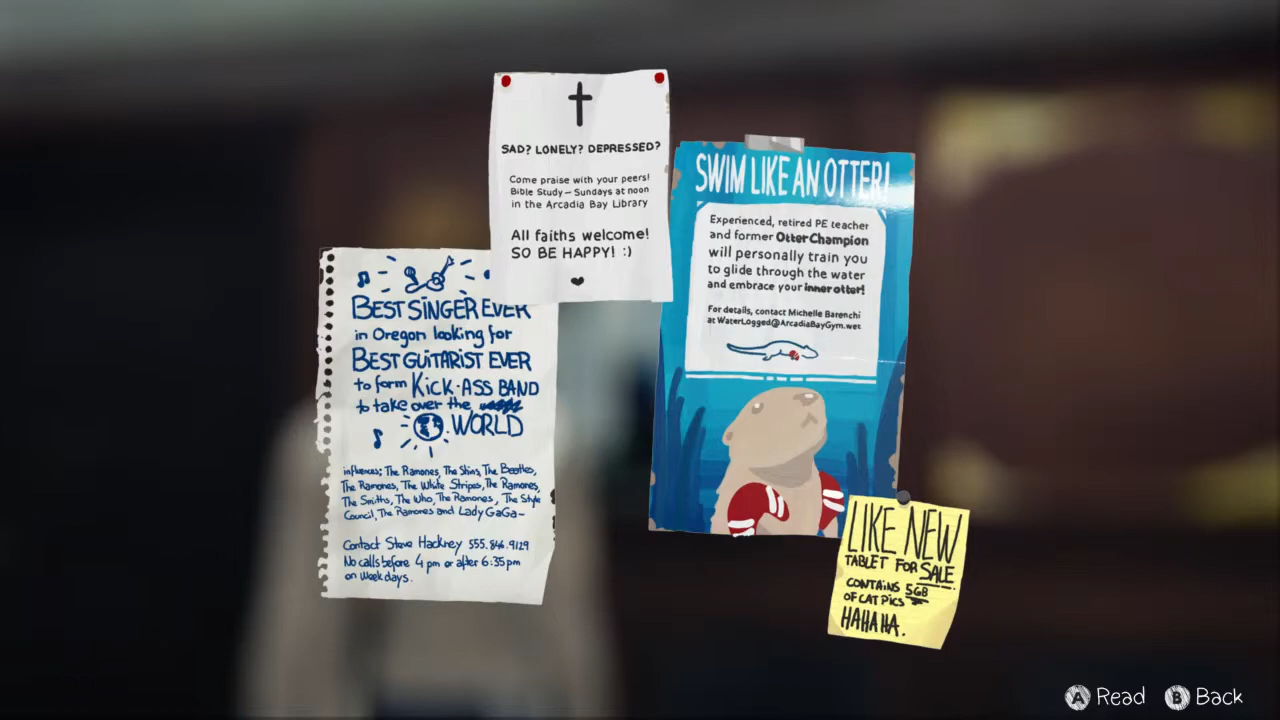 SAD? LONELY? DEPRESSED?
Come praise with your peers!
Bible Study – Sundays at noon
in the Arcadia Bay Library
All faiths welcome!
SO BE HAPPY! :)
SWIM LIKE AN OTTER!
Experienced, retired PE teacher
and former Otter Champion
will personally train you
to glide through the water
and embrace your inner otter!
For details, contact Michelle Barenchi
at WaterLogged@ArcadiaBayGym.wet
BEST SINGER EVER
in Oregon looking for
BEST GUITARIST EVER
to form KICK-ASS BAND
to take over the
WORLD
influences: The Ramones, The Shins, The Beatles,
The Ramones, The White Stripes, The Ramones,
The Smiths, The Who, The Ramones, The Style
Council, The Ramones and Lady GaGa-
Contact Steve Hackney 555.846.9129
No calls before 4 pm or after 6:35pm
on weekdays.
LIKE NEW
TABLET FOR SALE
CONTAINS 5GB
OF CAT PICS
HAHAHA.
A Read B Back